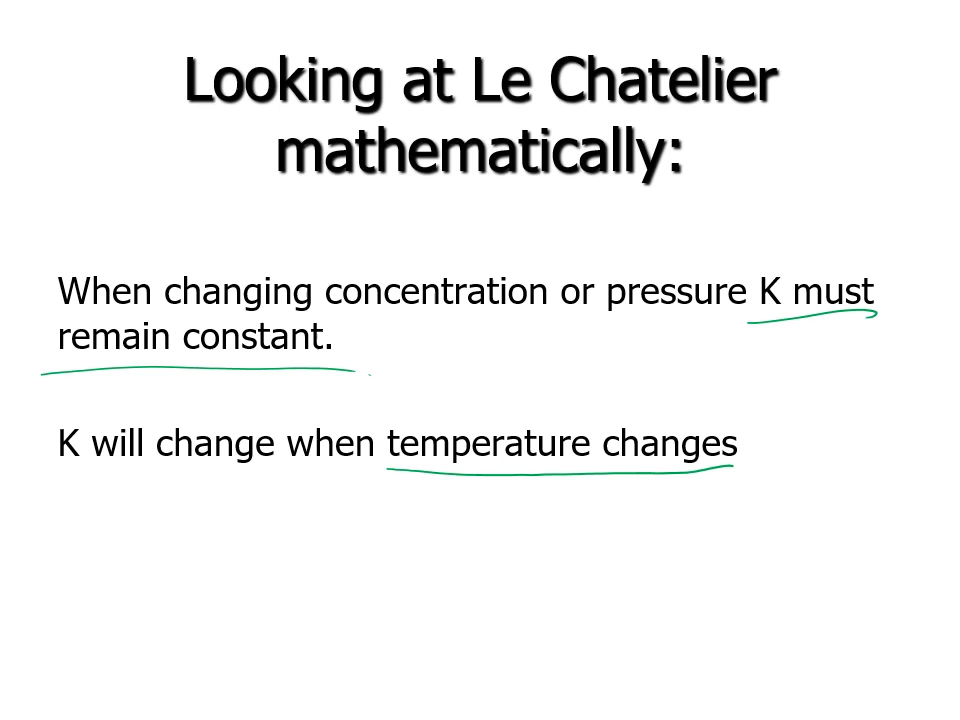 Looking at Le Chatelier
mathematically:
When changing concentration or pressure K must
remain constant.
K will change when temperature changes